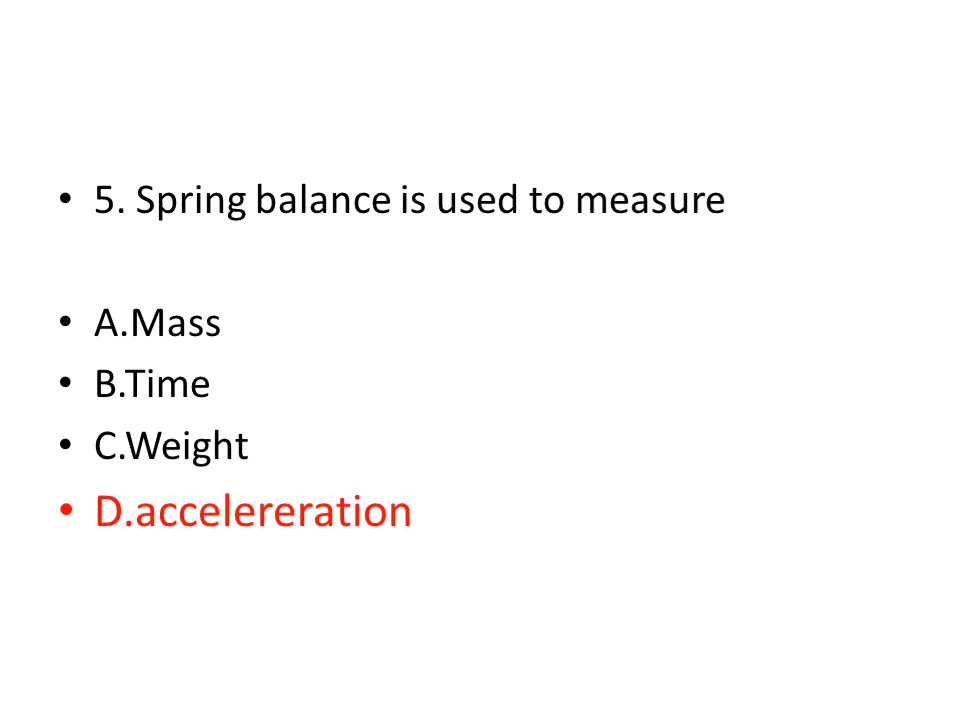 • 5. Spring balance is used to measure
• A.Mass
• B.Time
• C.Weight
• D.accelereration